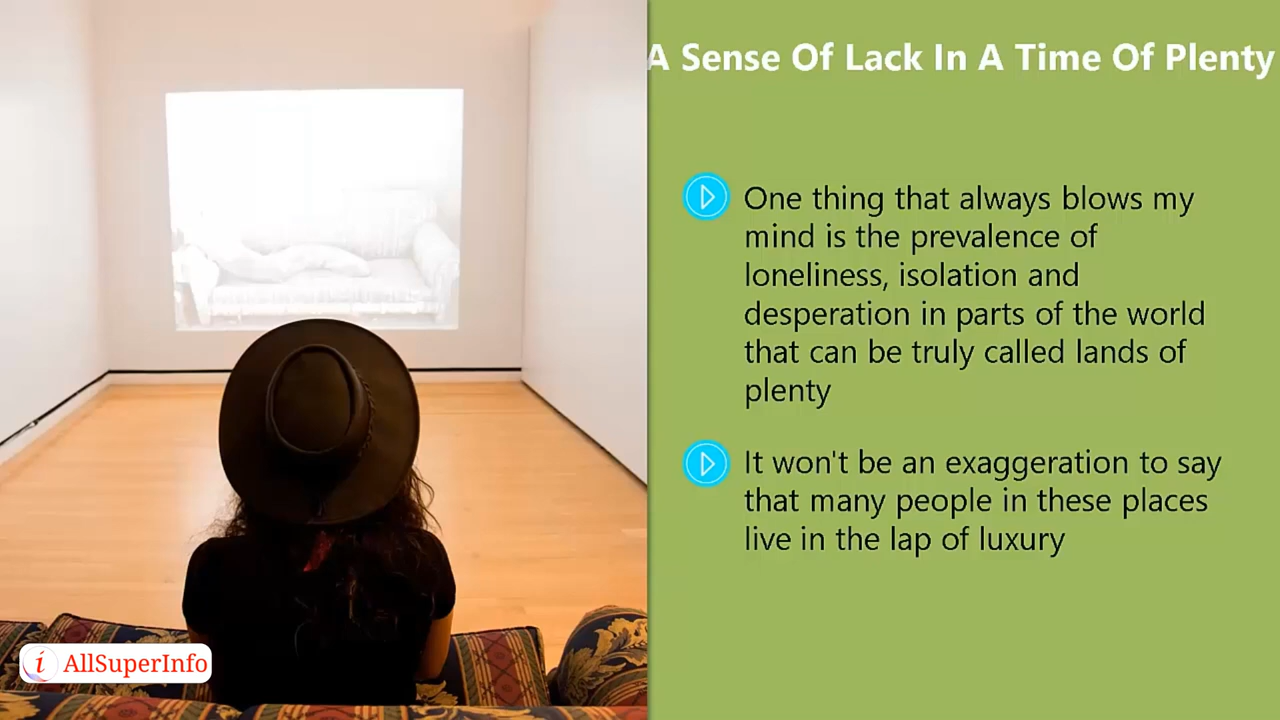 A Sense Of Lack In A Time Of Plenty
One thing that always blows my
mind is the prevalence of
loneliness, isolation and
desperation in parts of the world
that can be truly called lands of
plenty
It won't be an exaggeration to say
that many people in these places
live in the lap of luxury
i AllSuperInfo